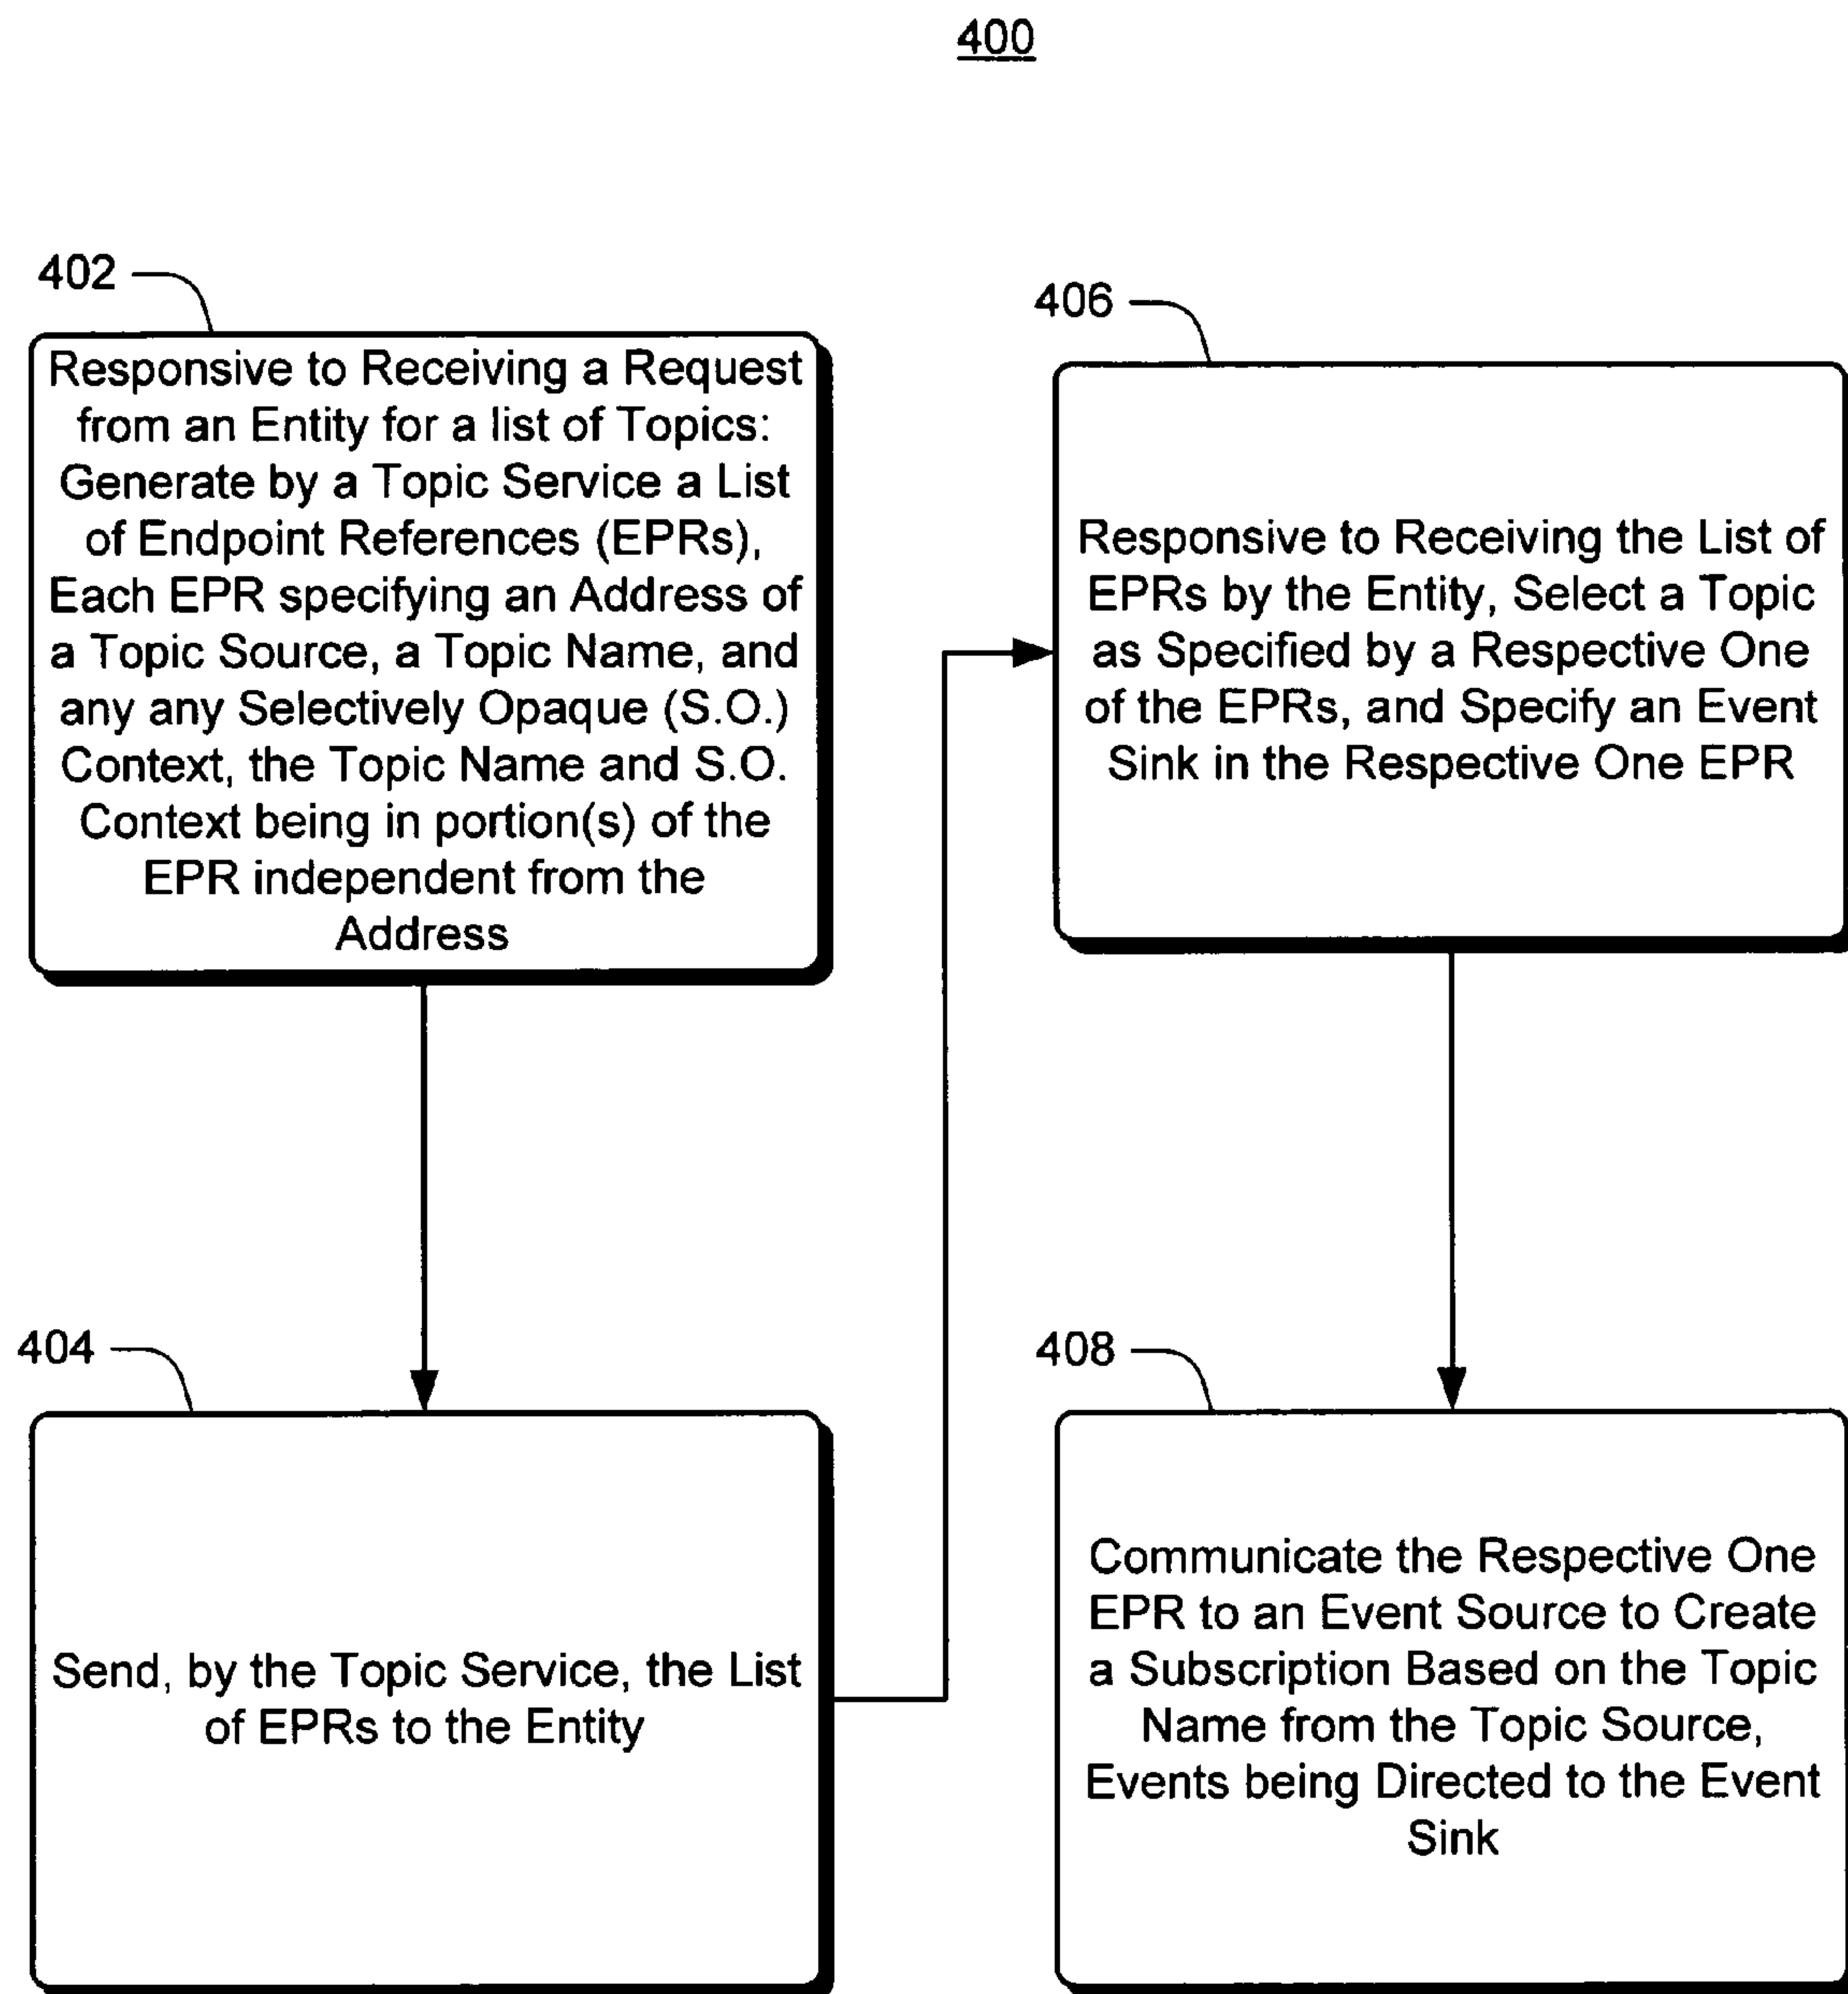 400
402
Responsive to Receiving a Request
from an Entity for a list of Topics:
Generate by a Topic Service a List
of Endpoint References (EPRs),
Each EPR specifying an Address of
a Topic Source, a Topic Name, and
any any Selectively Opaque (S.O.)
Context, the Topic Name and S.O.
Context being in portion(s) of the
EPR independent from the
Address
404
Send, by the Topic Service, the List
of EPRs to the Entity
406
Responsive to Receiving the List of
EPRs by the Entity, Select a Topic
as Specified by a Respective One
of the EPRs, and Specify an Event
Sink in the Respective One EPR
408
Communicate the Respective One
EPR to an Event Source to Create
a Subscription Based on the Topic
Name from the Topic Source,
Events being Directed to the Event
Sink